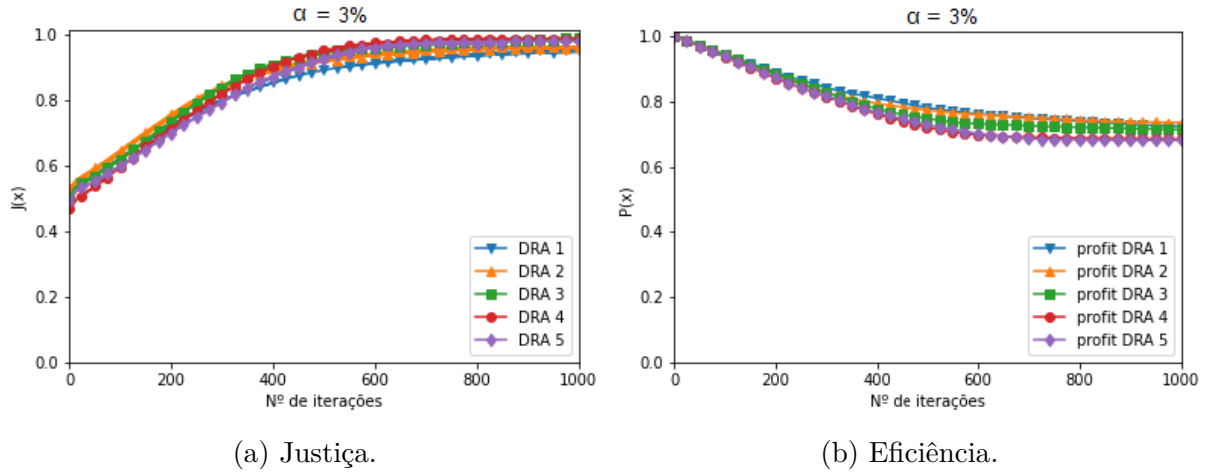 α = 3%
J(x)
1.0
0.8
0.6
0.4
0.2
0.0
0 200 400 600 800 1000
Nº de iterações
DRA 1
DRA 2
DRA 3
DRA 4
DRA 5
(a) Justiça.
α = 3%
P(x)
1.0
0.8
0.6
0.4
0.2
0.0
0 200 400 600 800 1000
Nº de iterações
profit DRA 1
profit DRA 2
profit DRA 3
profit DRA 4
profit DRA 5
(b) Eficiência.